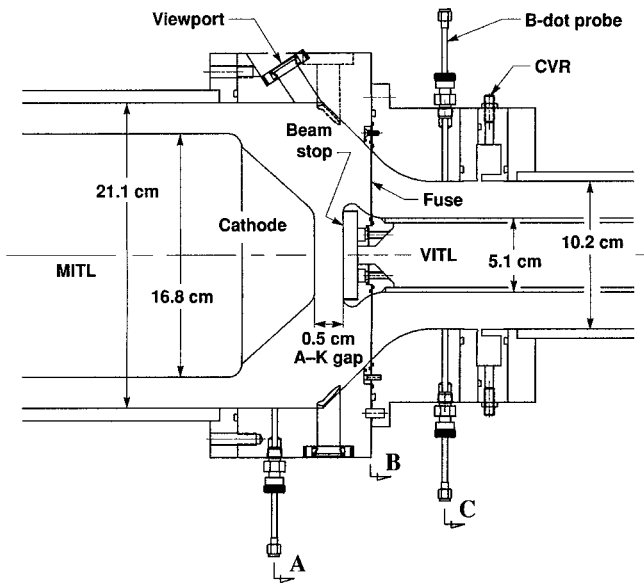 Viewport
B-dot probe
CVR
Beam
stop
21.1 cm
Cathode
Fuse
MITL
16.8 cm
VITL
5.1 cm
10.2 cm
0.5 cm
A–K gap
B
C
A